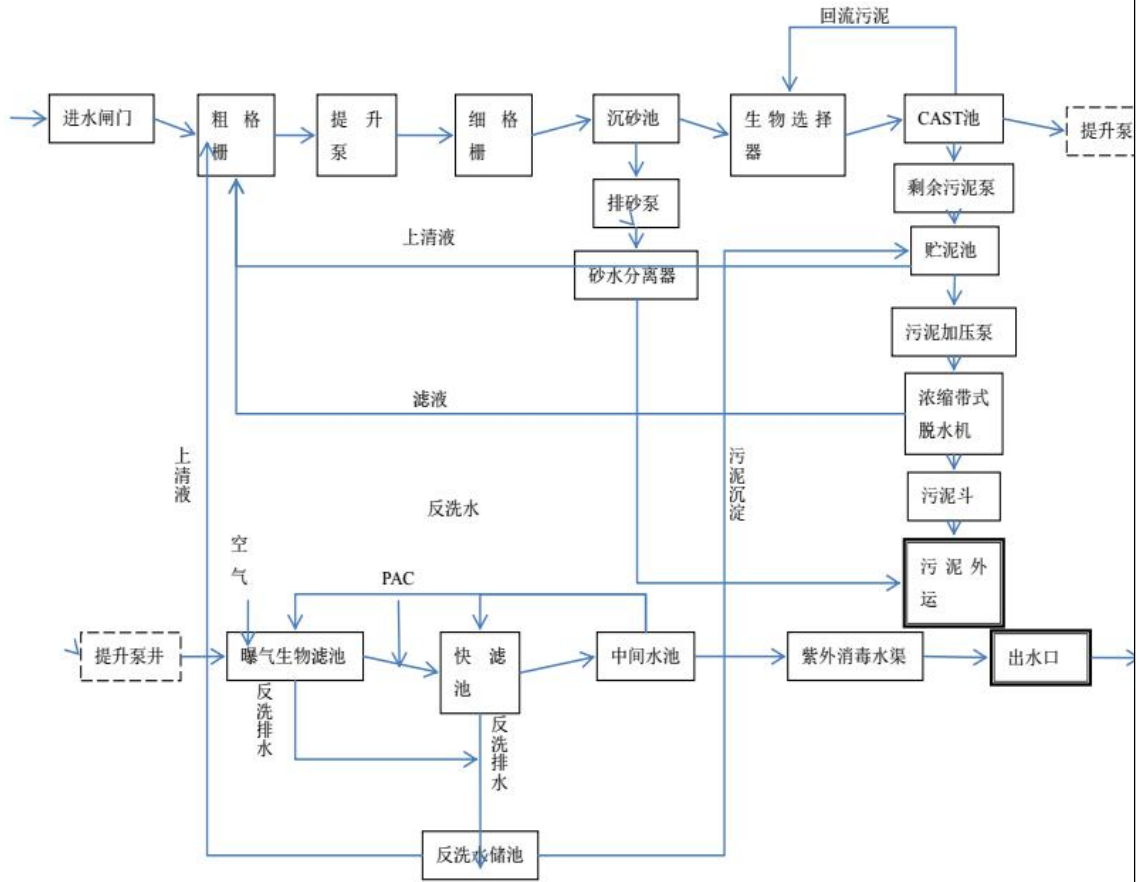 回流污泥
进水闸门
粗格
栅
提升
泵
细格
栅
沉砂池
生物选择
器
CAST池
提升泵
排砂泵
剩余污泥泵
上清液
贮泥池
砂水分离器
污泥加压泵
滤液
浓缩带式
脱水机
上清液
污泥沉淀
污泥斗
反洗水
空
气
PAC
污泥外
运
提升泵井
曝气生物滤池
快滤
池
中间水池
紫外消毒水渠
出水口
反洗排水
反洗排水
反洗水储池